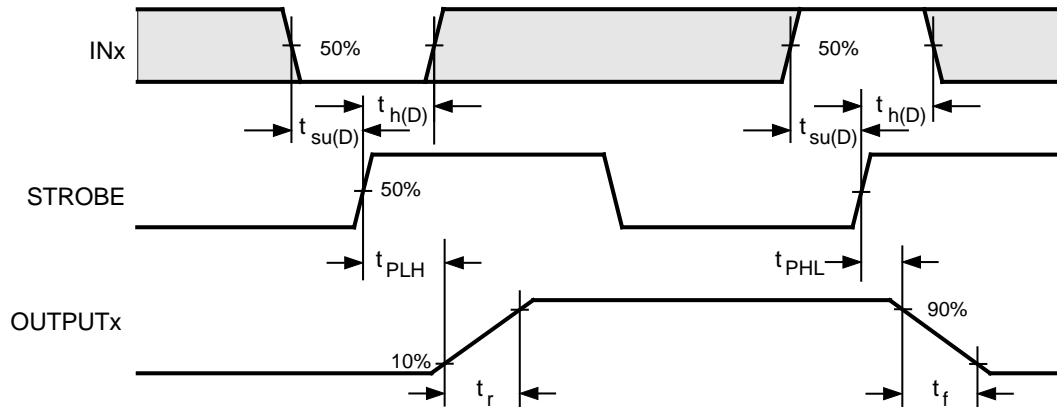 INx
50%
50%
t h(D)
t h(D)
t su(D)
t su(D)
STROBE
50%
t PLH
t PHL
OUTPUTx
90%
10%
t r
t f